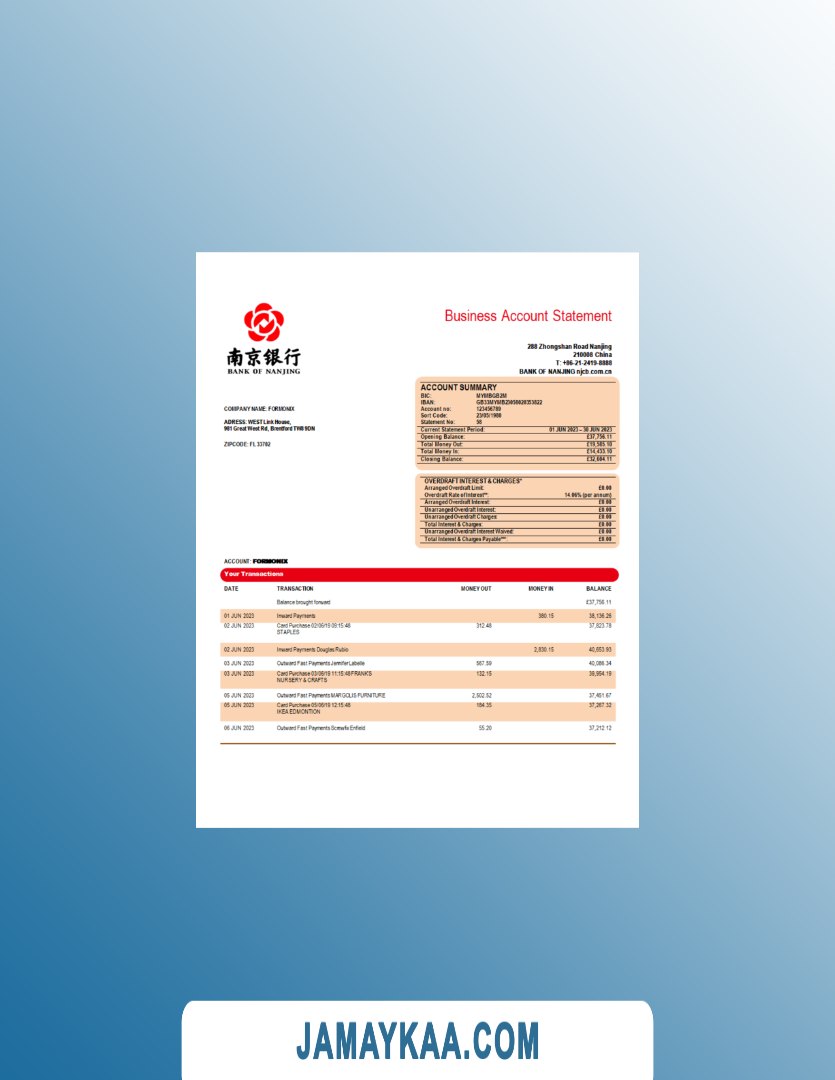 南京银行
BANK OF NANJING
Business Account Statement
288 Zhongshan Road Nanjing
210008 China
T: +86-21-2419-8888
BANK OF NANJING njcb.com.cn
COMPANY NAME: FORMONIX
ADRESS: WEST Link House,
981 Great West Rd, Brentford TW8 9DN
ZIPCODE: FL 33702
ACCOUNT SUMMARY
BIC: MYMBGB2M
IBAN:
Account no: 123456789
Sort Code: 23/05/1980
Statement No: 58
Current Statement Period: 01 JUN 2023 – 30 JUN 2023
Opening Balance: £37,756.11
Total Money Out: £19,505.10
Total Money In: £14,433.10
Closing Balance: £32,684.11
OVERDRAFT INTEREST & CHARGES*
Arranged Overdraft Limit: £0.00
Overdraft Rate of Interest**: 14.06% (per annum)
Arranged Overdraft Interest: £0.00
Unarranged Overdraft Interest: £0.00
Unarranged Overdraft Charges: £0.00
Total Interest & Charges: £0.00
Unarranged Overdraft Interest Waived: £0.00
Total Interest & Charges Payable***: £0.00
ACCOUNT: FORMONIX
Your Transactions
DATE TRANSACTION MONEY OUT MONEY IN BALANCE
Balance brought forward £37,756.11
01 JUN 2023 Inward Payments 380.15 38,136.26
02 JUN 2023 Card Purchase 02/06/19 09:15:48 312.48 37,823.78
STAPLES
02 JUN 2023 Inward Payments Douglas Rubio 2,830.15 40,653.93
03 JUN 2023 Outward Fast Payments Jennifer Labelle 567.59 40,086.34
03 JUN 2023 Card Purchase 03/06/19 11:15:48 FRANK'S 132.15 39,954.19
NURSERY & CRAFTS
05 JUN 2023 Outward Fast Payments MARGOLIS FURNITURE 2,502.52 37,451.67
05 JUN 2023 Card Purchase 05/06/19 12:15:48 184.35 37,267.32
IKEA EDMONTION
06 JUN 2023 Outward Fast Payments Screwfix Enfield 55.20 37,212.12
JAMAYKAA.COM